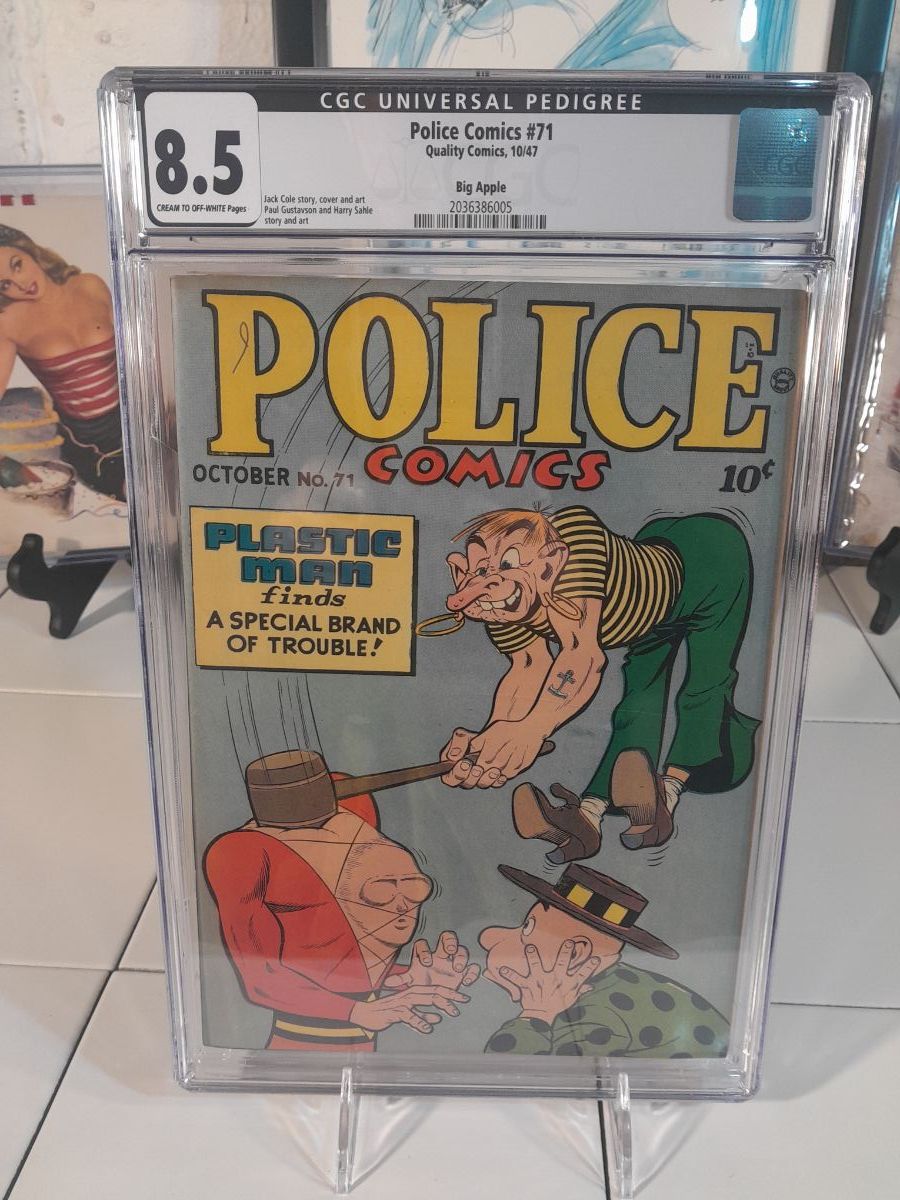 CGC UNIVERSAL PEDIGREE
8.5
CREAM TO OFF-WHITE Pages
Police Comics #71
Quality Comics, 10/47
Big Apple
2036386005
Jack Cole story, cover and art
Paul Gustavson and Harry Sahle
story and art
CGC
POLICE
COMICS
OCTOBER No. 71
10¢
PLASTIC
MAN
finds
A SPECIAL BRAND
OF TROUBLE!